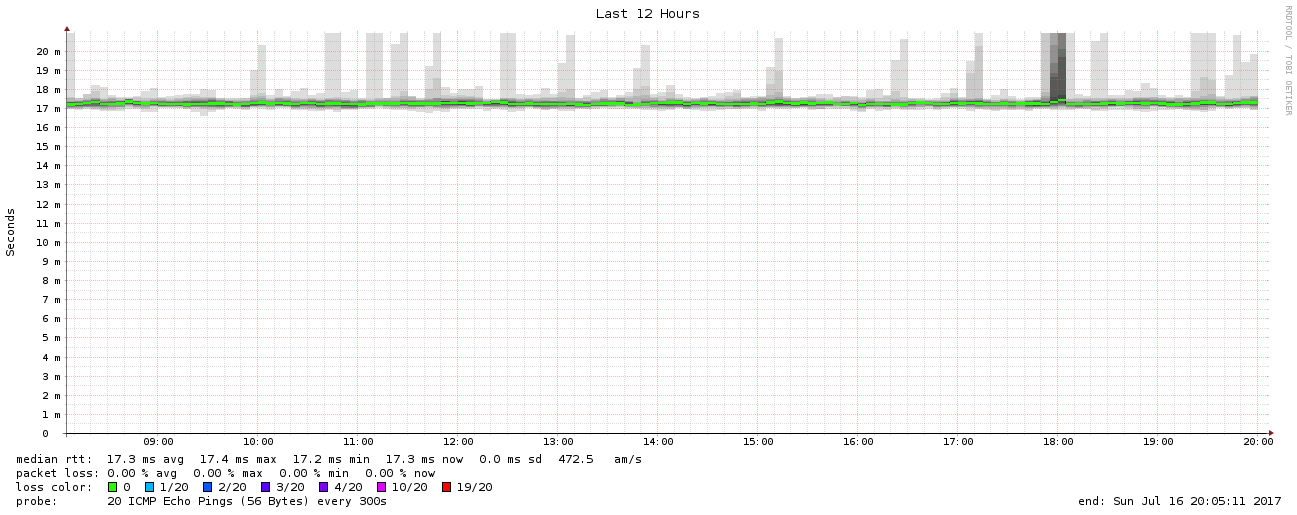 Last 12 Hours
RRDTOOL / TOBI OETIKER
Seconds
20 m
19 m
18 m
17 m
16 m
15 m
14 m
13 m
12 m
11 m
10 m
9 m
8 m
7 m
6 m
5 m
4 m
3 m
2 m
1 m
0
09:00 10:00 11:00 12:00 13:00 14:00 15:00 16:00 17:00 18:00 19:00 20:00
median rtt: 17.3 ms avg 17.4 ms max 17.2 ms min 17.3 ms now 0.0 ms sd 472.5 am/s
packet loss: 0.00 % avg 0.00 % max 0.00 % min 0.00 % now
loss color: 0 1/20 2/20 3/20 4/20 10/20 19/20
probe: 20 ICMP Echo Pings (56 Bytes) every 300s end: Sun Jul 16 20:05:11 2017